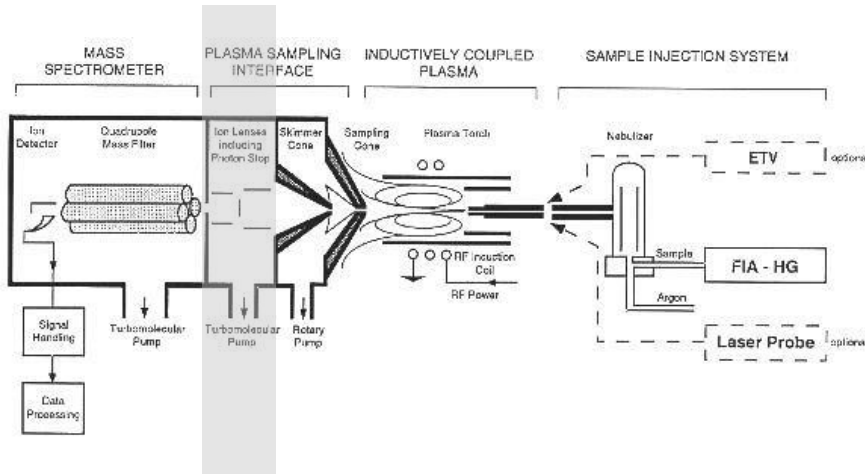 MASS
SPECTROMETER
PLASMA SAMPLING
INTERFACE
INDUCTIVELY COUPLED
PLASMA
SAMPLE INJECTION SYSTEM
Ion
Detector
Quadrupole
Mass Filter
Ion Lenses
including
Photon Stop
Skimmer
Cone
Sampling
Cone
Plasma Torch
Nebulizer
ETV
optiona
Sample
FIA - HG
Argon
Laser Probe
optiona
RF Induction
Coil
RF Power
Turbomolecular
Pump
Turbomolecular
Pump
Rotary
Pump
Signal
Handling
Data
Processing